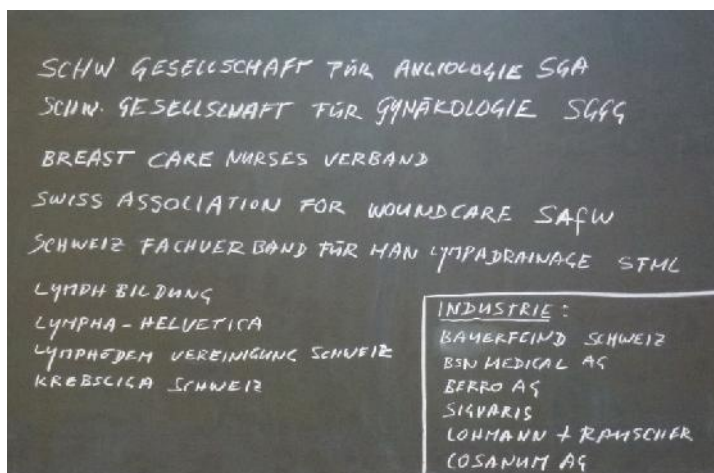 SCHW GESELLSCHAFT FÜR ANGIOLOGIE SGA
SCHW. GESELLSCHAFT FÜR GYNÄKOLOGIE SGGG
BREAST CARE NURSES VERBAND
SWISS ASSOCIATION FOR WOUNDCARE SAfW
SCHWEIZ FACHVERBAND FÜR MAN LYMPADRAINAGE SFML
LYMPH BILDUNG
LYMPHA-HELVETICA
LYMPHÖDEM VEREINIGUNG SCHWEIZ
KREBSLIGA SCHWEIZ
INDUSTRIE:
BAUERFEIND SCHWEIZ
BSN MEDICAL AG
BERRO AG
SIGVARIS
LOHMANN + RAUSCHER
COSANUM AG